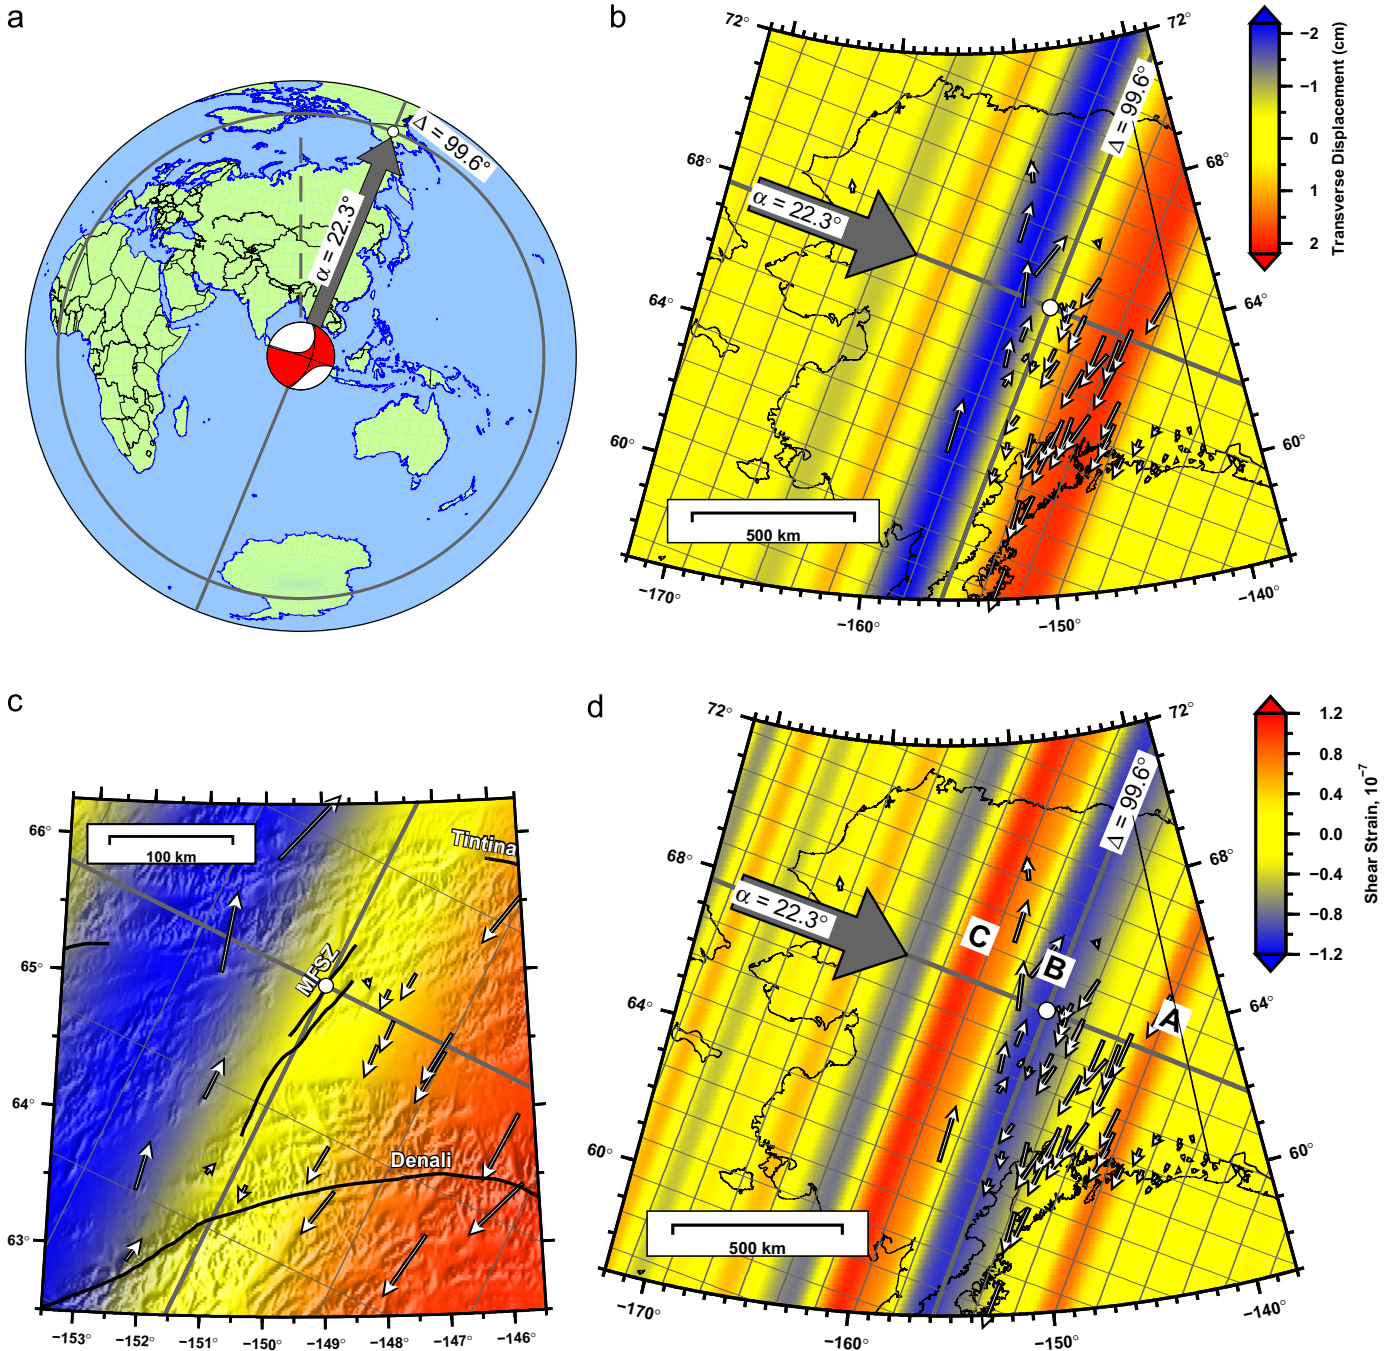 a
Δ = 99.6°
α = 22.3°
b
72°
72°
68°
68°
64°
64°
60°
60°
−170°
−160°
−150°
−140°
Δ = 99.6°
α = 22.3°
500 km
−2
−1
0
1
2
Transverse Displacement (cm)
c
66°
65°
64°
63°
−153°
−152°
−151°
−150°
−149°
−148°
−147°
−146°
100 km
Tintina
MFSZ
Denali
d
72°
72°
68°
68°
64°
64°
60°
60°
−170°
−160°
−150°
−140°
Δ = 99.6°
α = 22.3°
C
B
A
500 km
1.2
0.8
0.4
0.0
−0.4
−0.8
−1.2
Shear Strain, 10⁻⁷